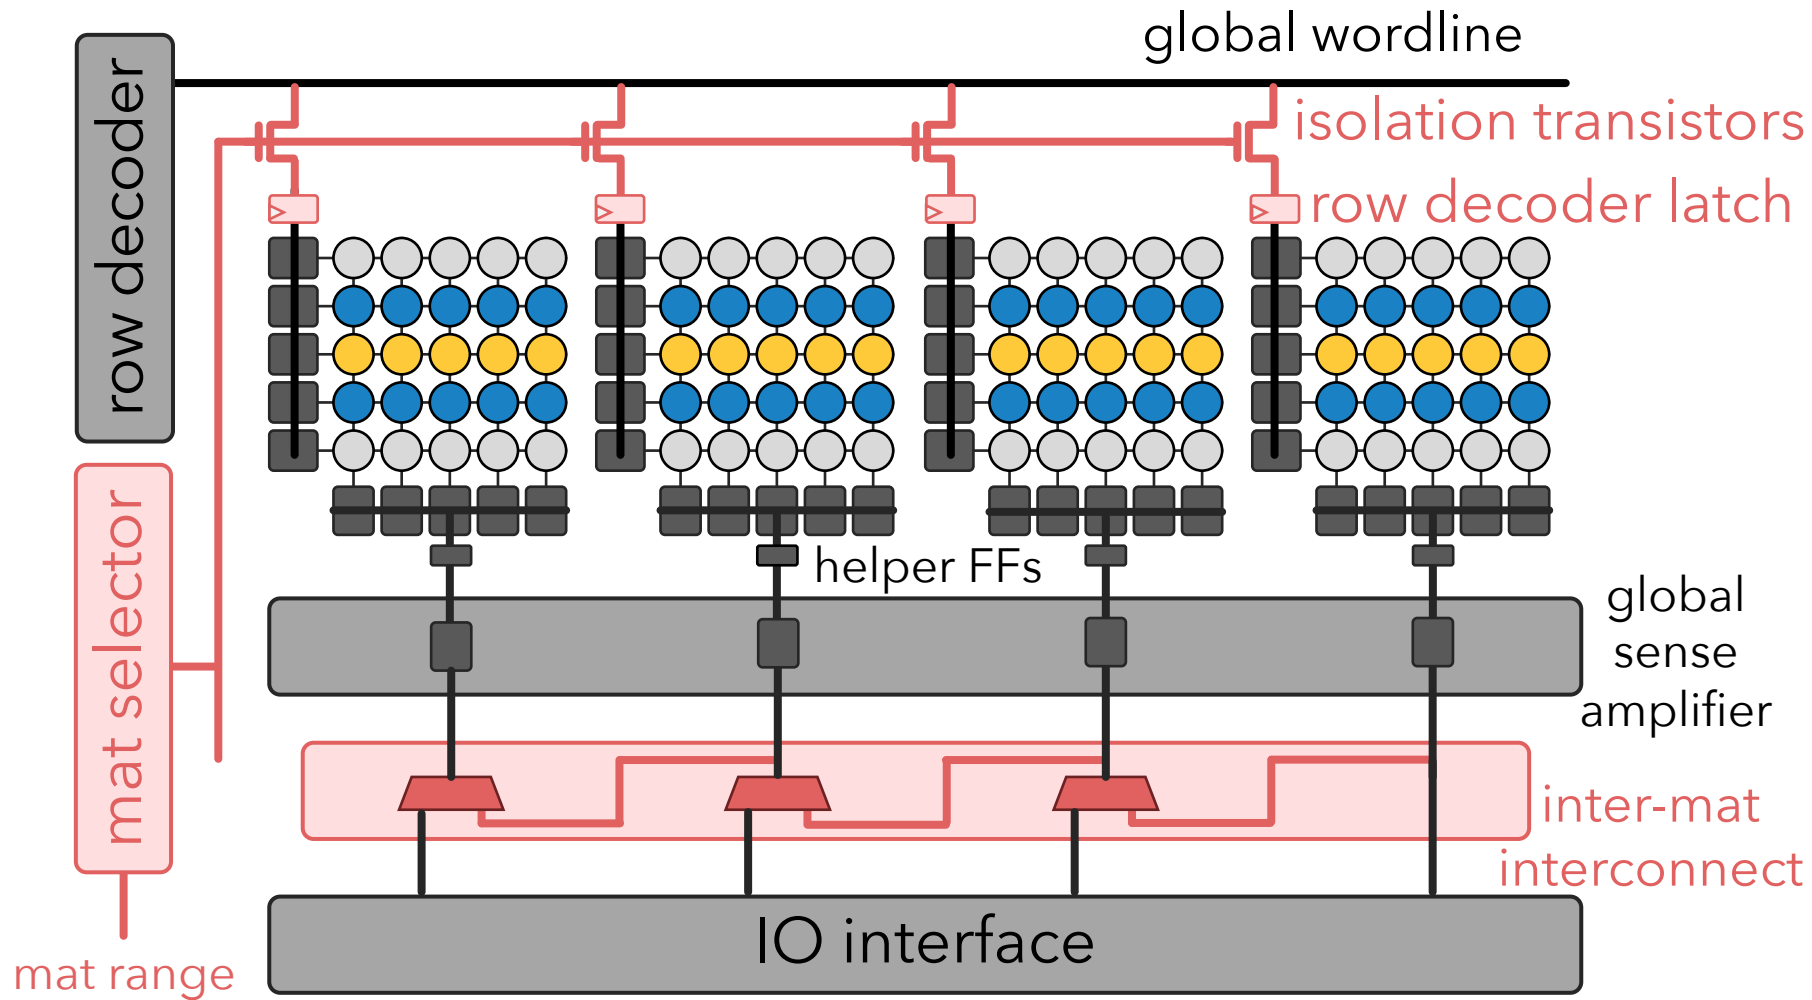 global wordline
isolation transistors
row decoder latch
row decoder
mat selector
helper FFs
global
sense
amplifier
inter-mat
interconnect
IO interface
mat range